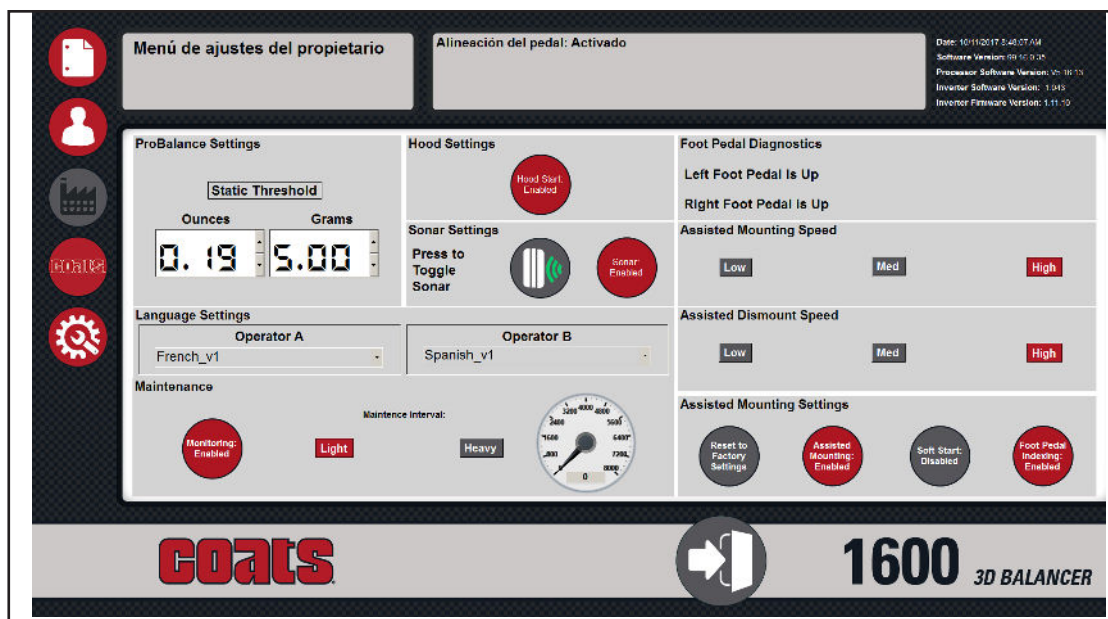 Menú de ajustes del propietario
Alineación del pedal: Activado
Date: 10/11/2017 8:48:07 AM
Software Version:
Processor Software Version:
Inverter Software Version: 1.043
Inverter Firmware Version: 1.11.10
ProBalance Settings
Static Threshold
Ounces Grams
0.19 5.00
Hood Settings
Hood Start:
Enabled
Sonar Settings
Press to
Toggle
Sonar
Sonar:
Enabled
Foot Pedal Diagnostics
Left Foot Pedal Is Up
Right Foot Pedal Is Up
Assisted Mounting Speed
Low Med High
Language Settings
Operator A
French_v1
Operator B
Spanish_v1
Assisted Dismount Speed
Low Med High
Maintenance
Monitoring:
Enabled
Maintence Interval:
Light
Heavy
800 1600 2400 3200 4000 4800 5600 6400 7200 8000
0
Assisted Mounting Settings
Reset to
Factory
Settings
Assisted
Mounting:
Enabled
Soft Start:
Disabled
Foot Pedal
Indexing:
Enabled
coats
coats
1600 3D BALANCER